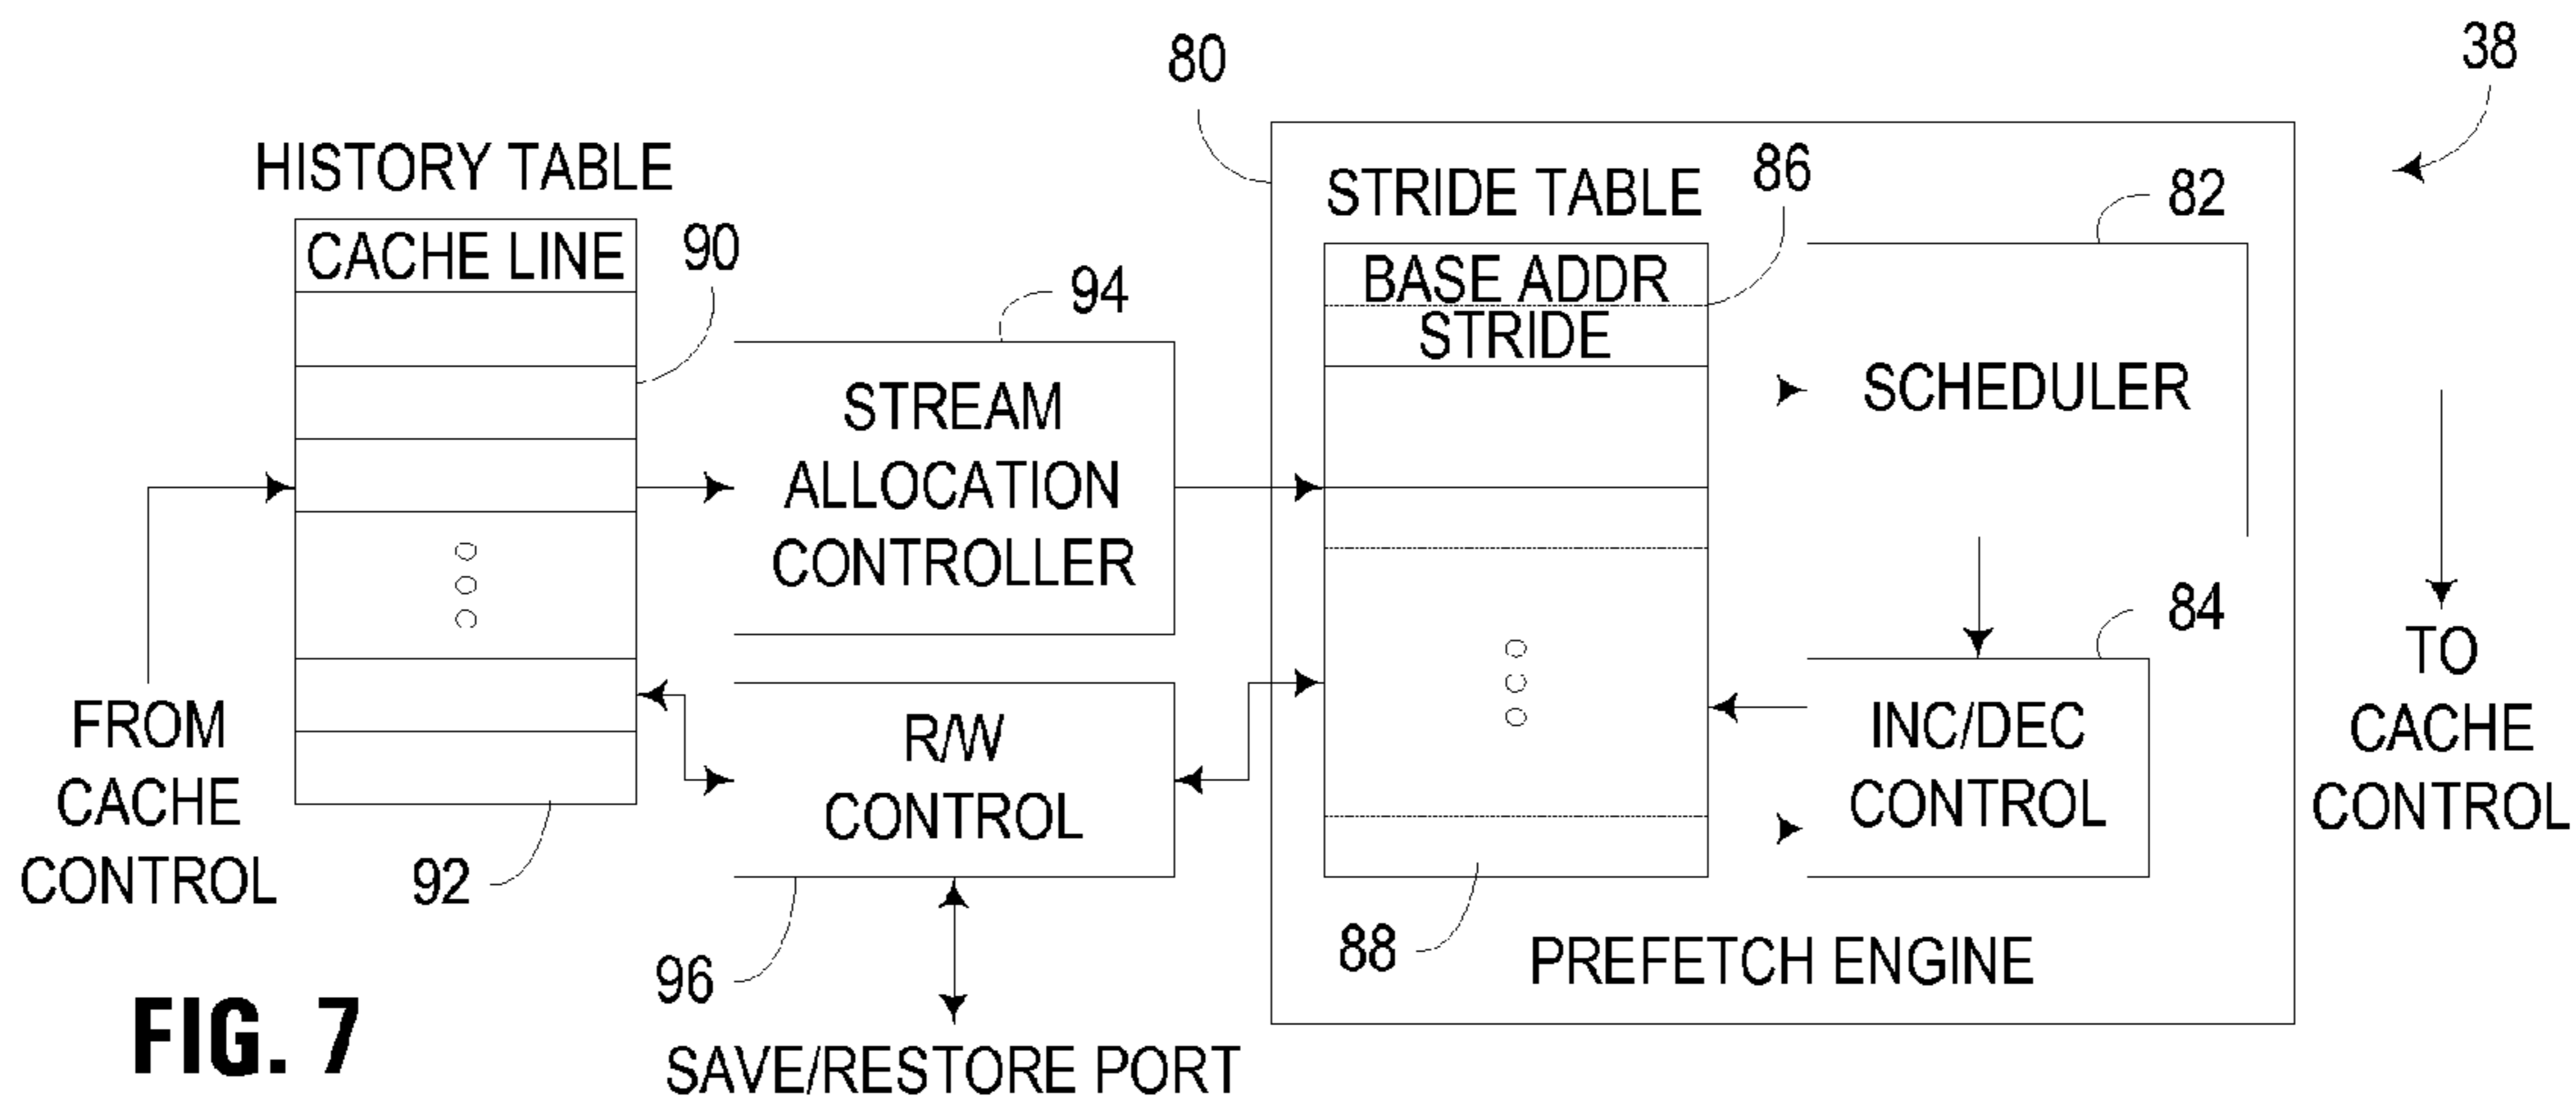 38
80
HISTORY TABLE
86
STRIDE TABLE
82
CACHE LINE
90
94
BASE ADDR
STRIDE
STREAM
ALLOCATION
CONTROLLER
SCHEDULER
84
FROM
CACHE
CONTROL
R/W
CONTROL
INC/DEC
CONTROL
TO
CACHE
CONTROL
92
96
88
PREFETCH ENGINE
FIG. 7
SAVE/RESTORE PORT